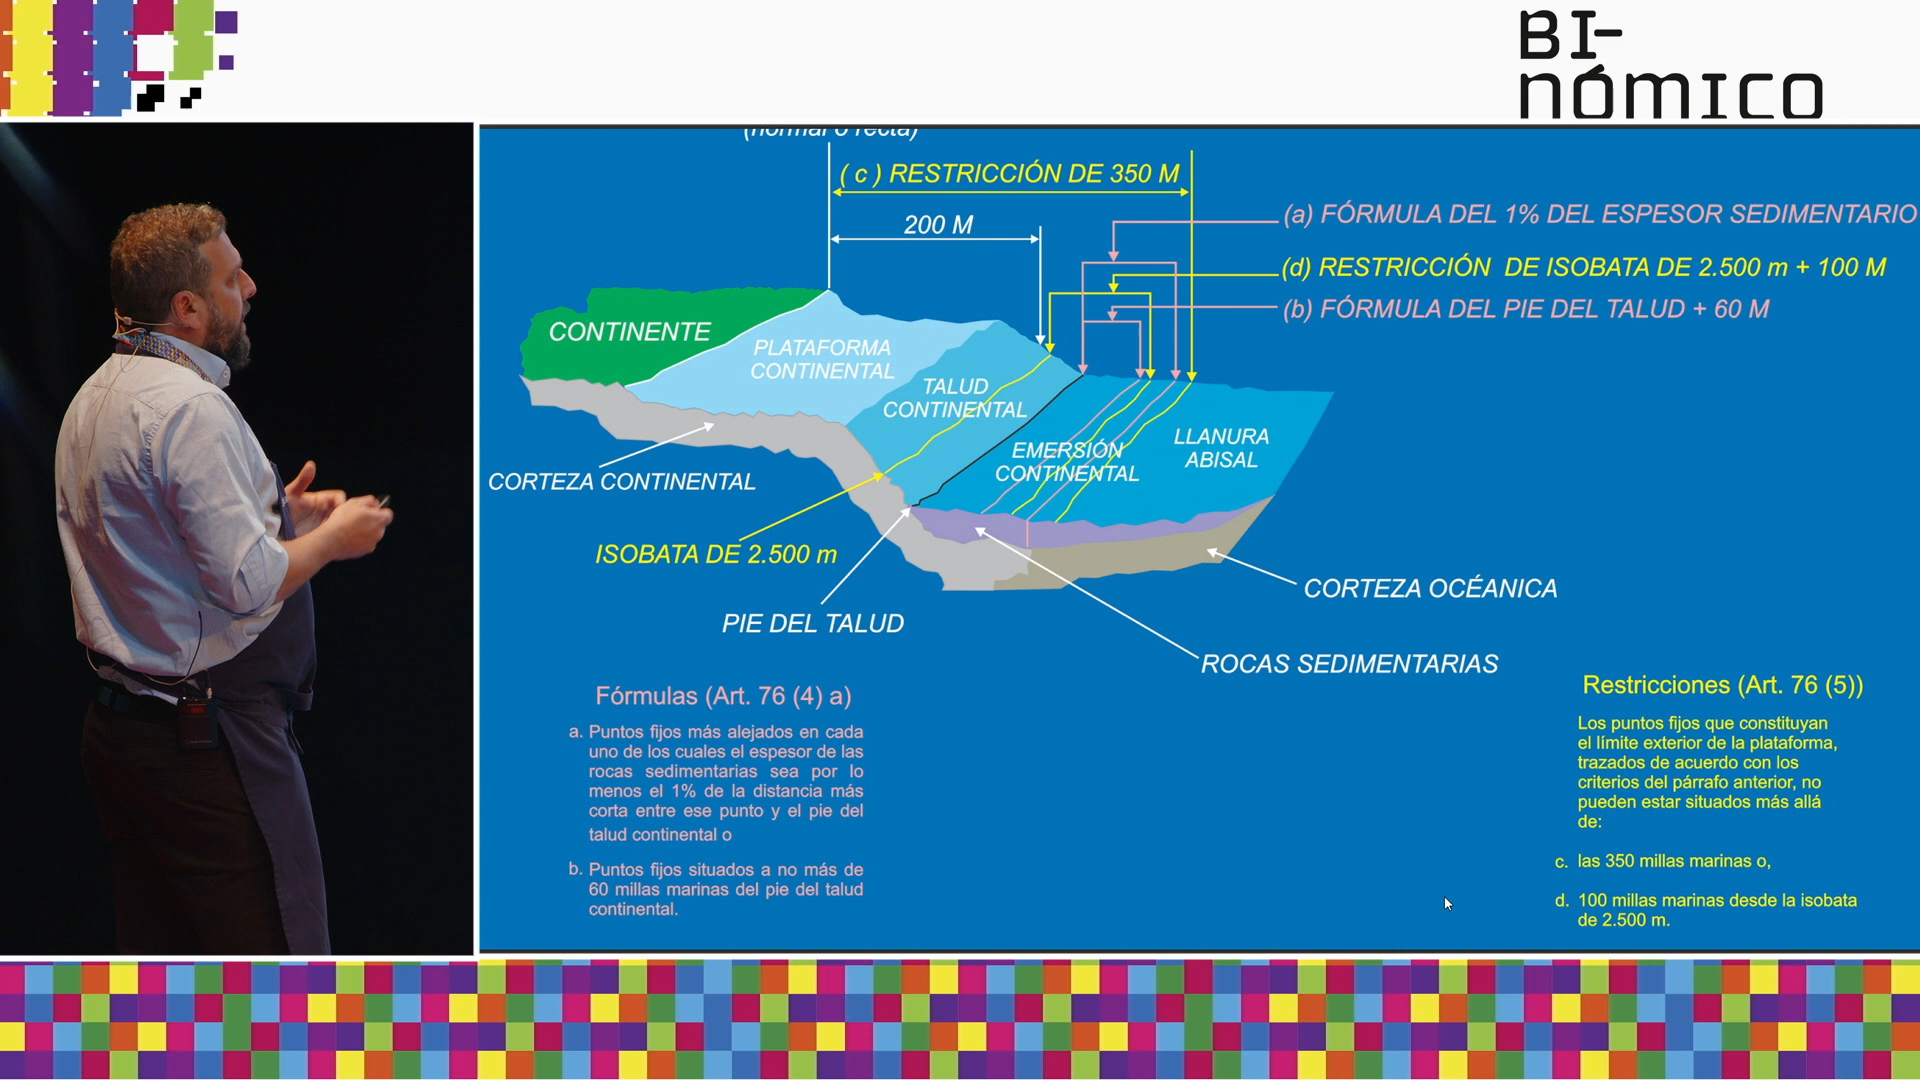 BI-
NÓMICO
(normal o recta)
( c ) RESTRICCIÓN DE 350 M
200 M
(a) FÓRMULA DEL 1% DEL ESPESOR SEDIMENTARIO
(d) RESTRICCIÓN DE ISOBATA DE 2.500 m + 100 M
(b) FÓRMULA DEL PIE DEL TALUD + 60 M
CONTINENTE
PLATAFORMA
CONTINENTAL
TALUD
CONTINENTAL
EMERSIÓN
CONTINENTAL
LLANURA
ABISAL
CORTEZA CONTINENTAL
ISOBATA DE 2.500 m
PIE DEL TALUD
CORTEZA OCÉANICA
ROCAS SEDIMENTARIAS
Fórmulas (Art. 76 (4) a)
a. Puntos fijos más alejados en cada
uno de los cuales el espesor de las
rocas sedimentarias sea por lo
menos el 1% de la distancia más
corta entre ese punto y el pie del
talud continental o
b. Puntos fijos situados a no más de
60 millas marinas del pie del talud
continental.
Restricciones (Art. 76 (5))
Los puntos fijos que constituyan
el límite exterior de la plataforma,
trazados de acuerdo con los
criterios del párrafo anterior, no
pueden estar situados más allá
de:
c. las 350 millas marinas o,
d. 100 millas marinas desde la isobata
de 2.500 m.